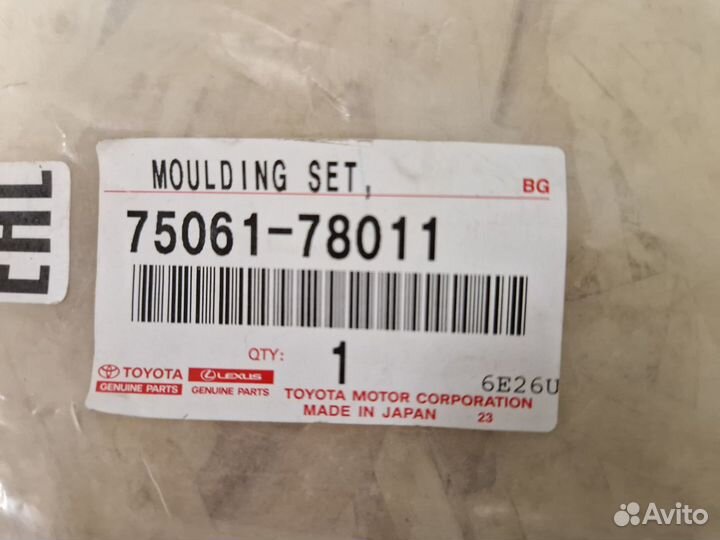 MOULDING SET,
BG
75061-78011
QTY: 1
6E26U
TOYOTA LEXUS
GENUINE PARTS GENUINE PARTS
TOYOTA MOTOR CORPORATION
MADE IN JAPAN 23
EAC
Avito